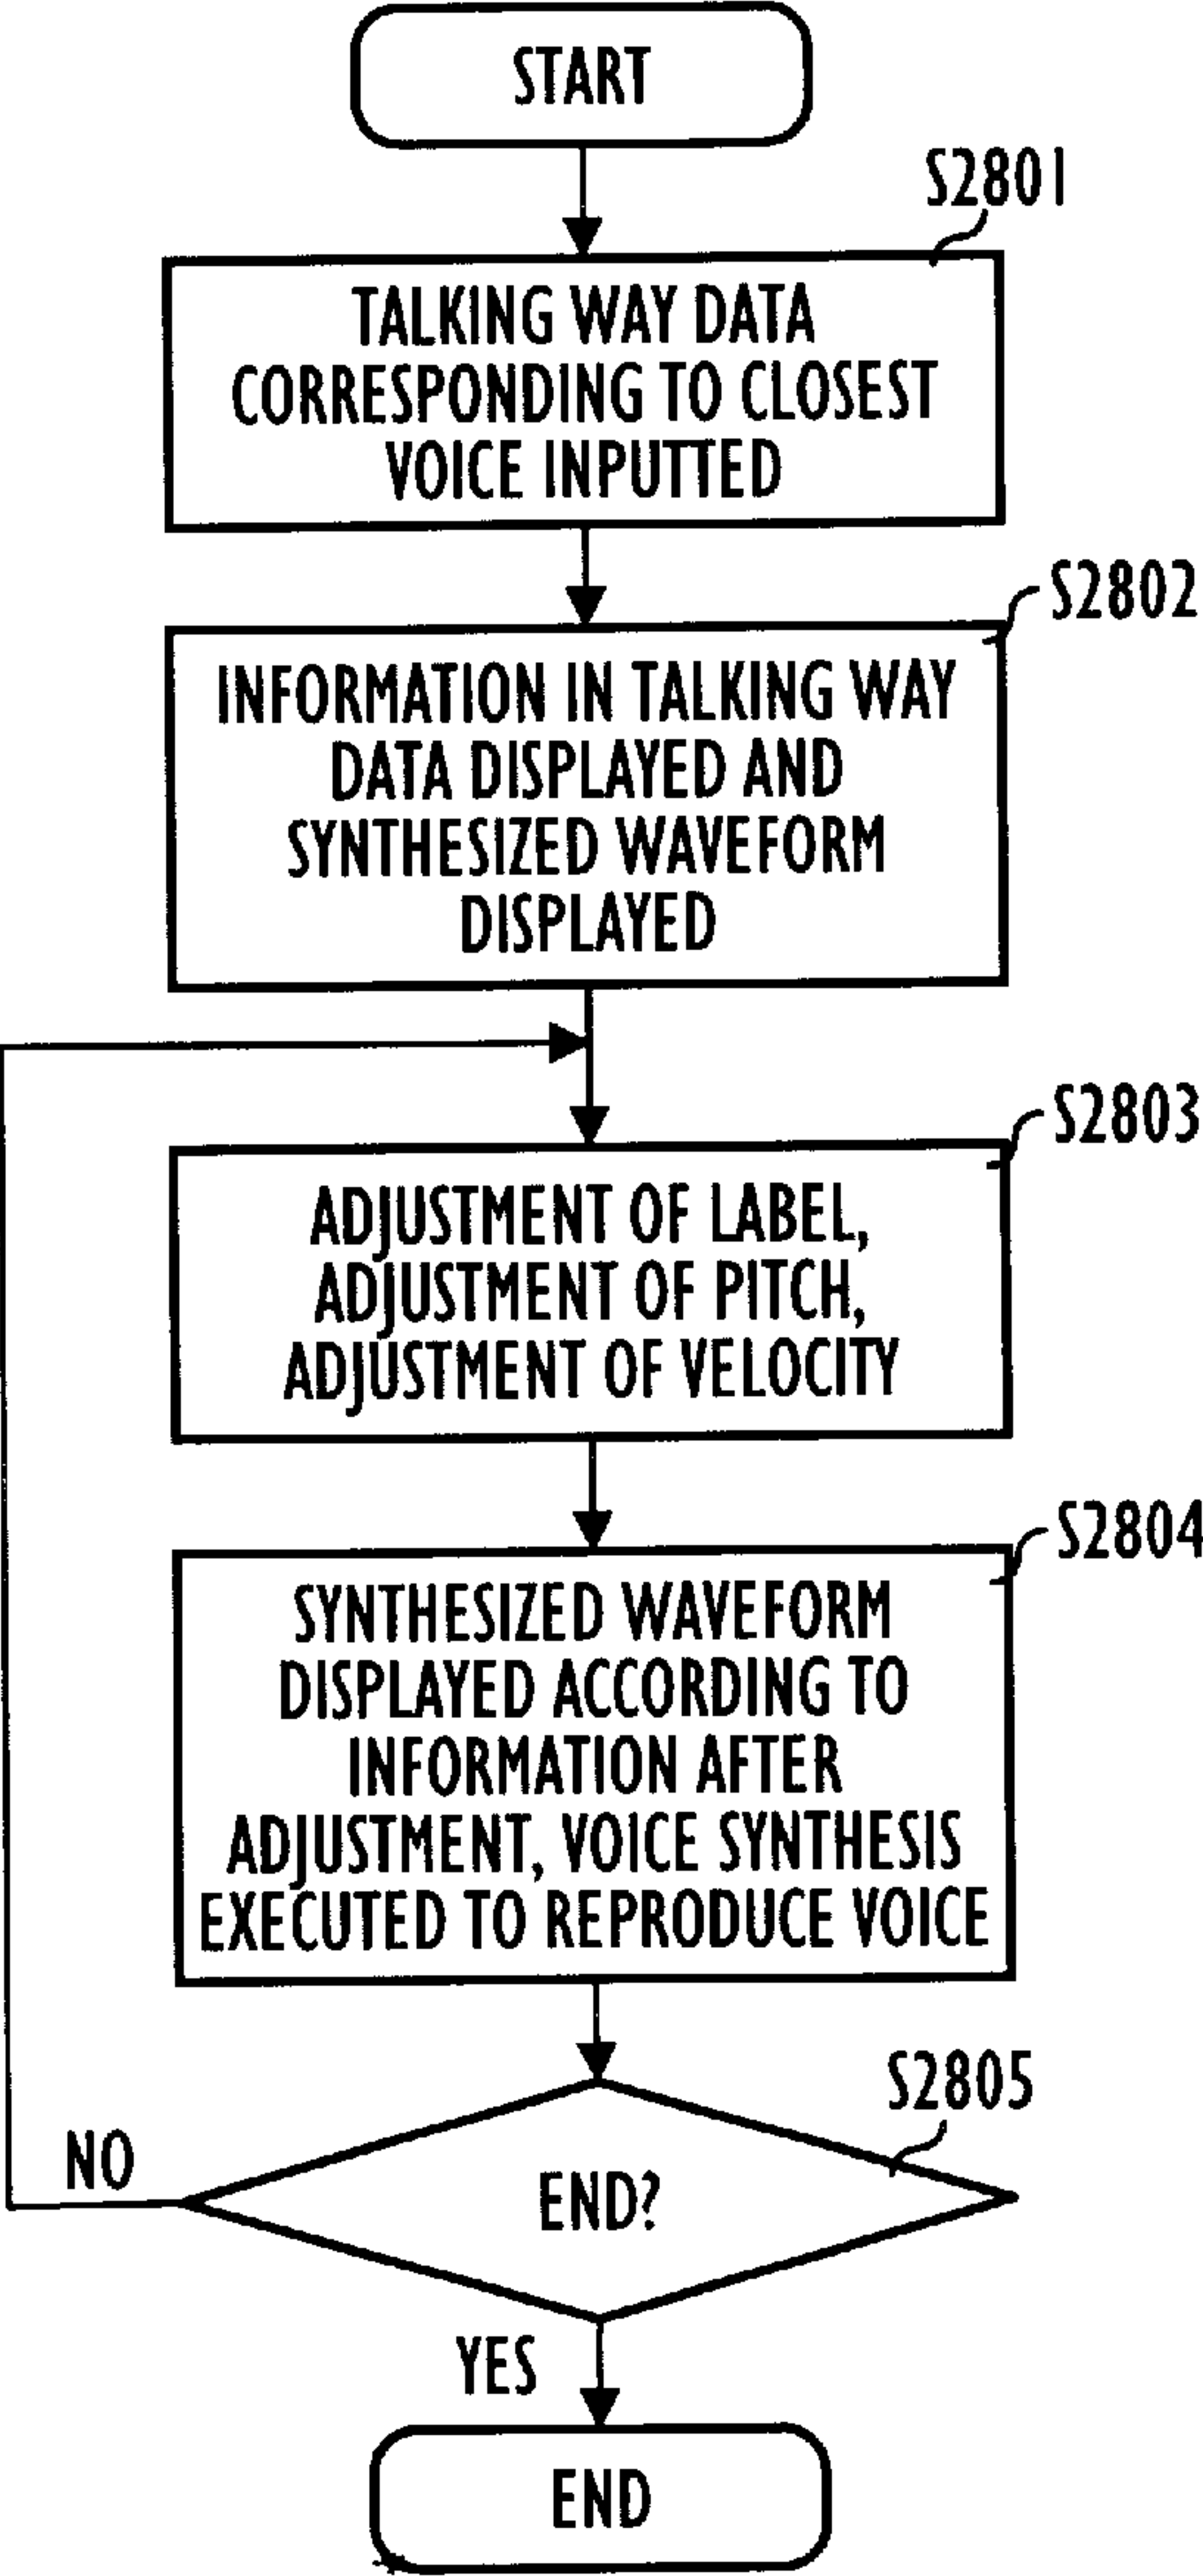 START
S2801
TALKING WAY DATA
CORRESPONDING TO CLOSEST
VOICE INPUTTED
S2802
INFORMATION IN TALKING WAY
DATA DISPLAYED AND
SYNTHESIZED WAVEFORM
DISPLAYED
S2803
ADJUSTMENT OF LABEL,
ADJUSTMENT OF PITCH,
ADJUSTMENT OF VELOCITY
S2804
SYNTHESIZED WAVEFORM
DISPLAYED ACCORDING TO
INFORMATION AFTER
ADJUSTMENT, VOICE SYNTHESIS
EXECUTED TO REPRODUCE VOICE
S2805
NO
END?
YES
END